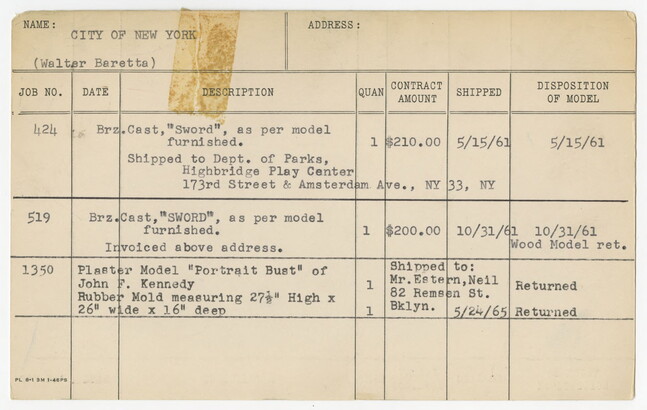 NAME: CITY OF NEW YORK ADDRESS:
(Walter Baretta)
JOB NO. DATE DESCRIPTION QUAN CONTRACT AMOUNT SHIPPED DISPOSITION OF MODEL
424 Brz.Cast,"Sword", as per model
furnished. 1 $210.00 5/15/61 5/15/61
Shipped to Dept. of Parks,
Highbridge Play Center
173rd Street & Amsterdam Ave., NY 33, NY
519 Brz.Cast,"SWORD", as per model
furnished. 1 $200.00 10/31/61 10/31/61
Invoiced above address. Wood Model ret.
1350 Plaster Model "Portrait Bust" of Shipped to:
John F. Kennedy 1 Mr.Estern,Neil Returned
Rubber Mold measuring 27½" High x 82 Remsen St.
26" wide x 16" deep 1 Bklyn. 5/24/65 Returned